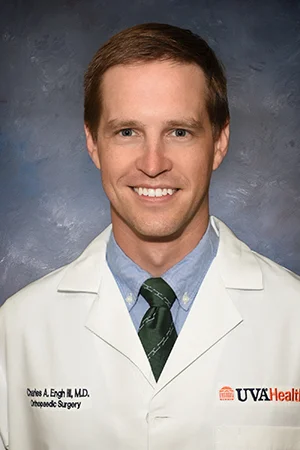 Charles A. Engh III, M.D.
Orthopaedic Surgery
UVAHealth